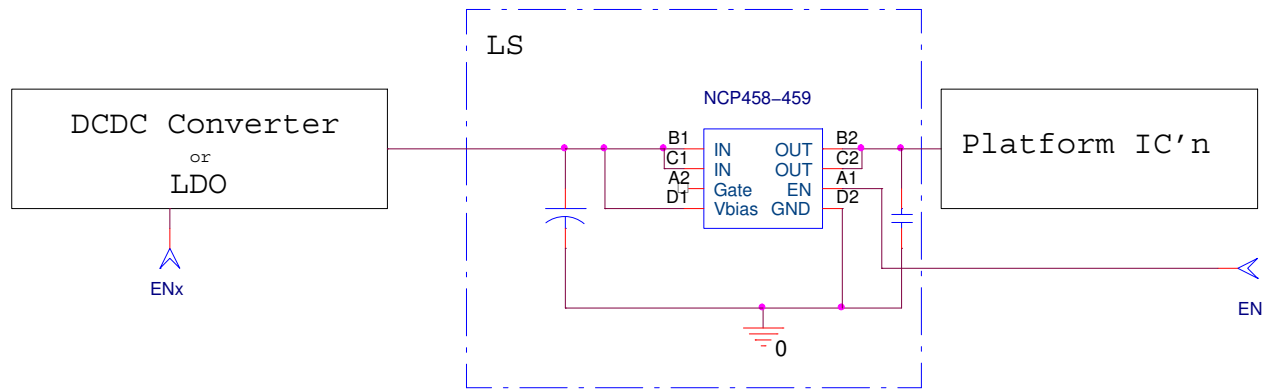 LS
NCP458-459
DCDC Converter
or
LDO
ENx
B1
C1
A2
D1
IN
IN
Gate
Vbias
OUT
OUT
EN
GND
B2
C2
A1
D2
Platform IC'n
EN
0